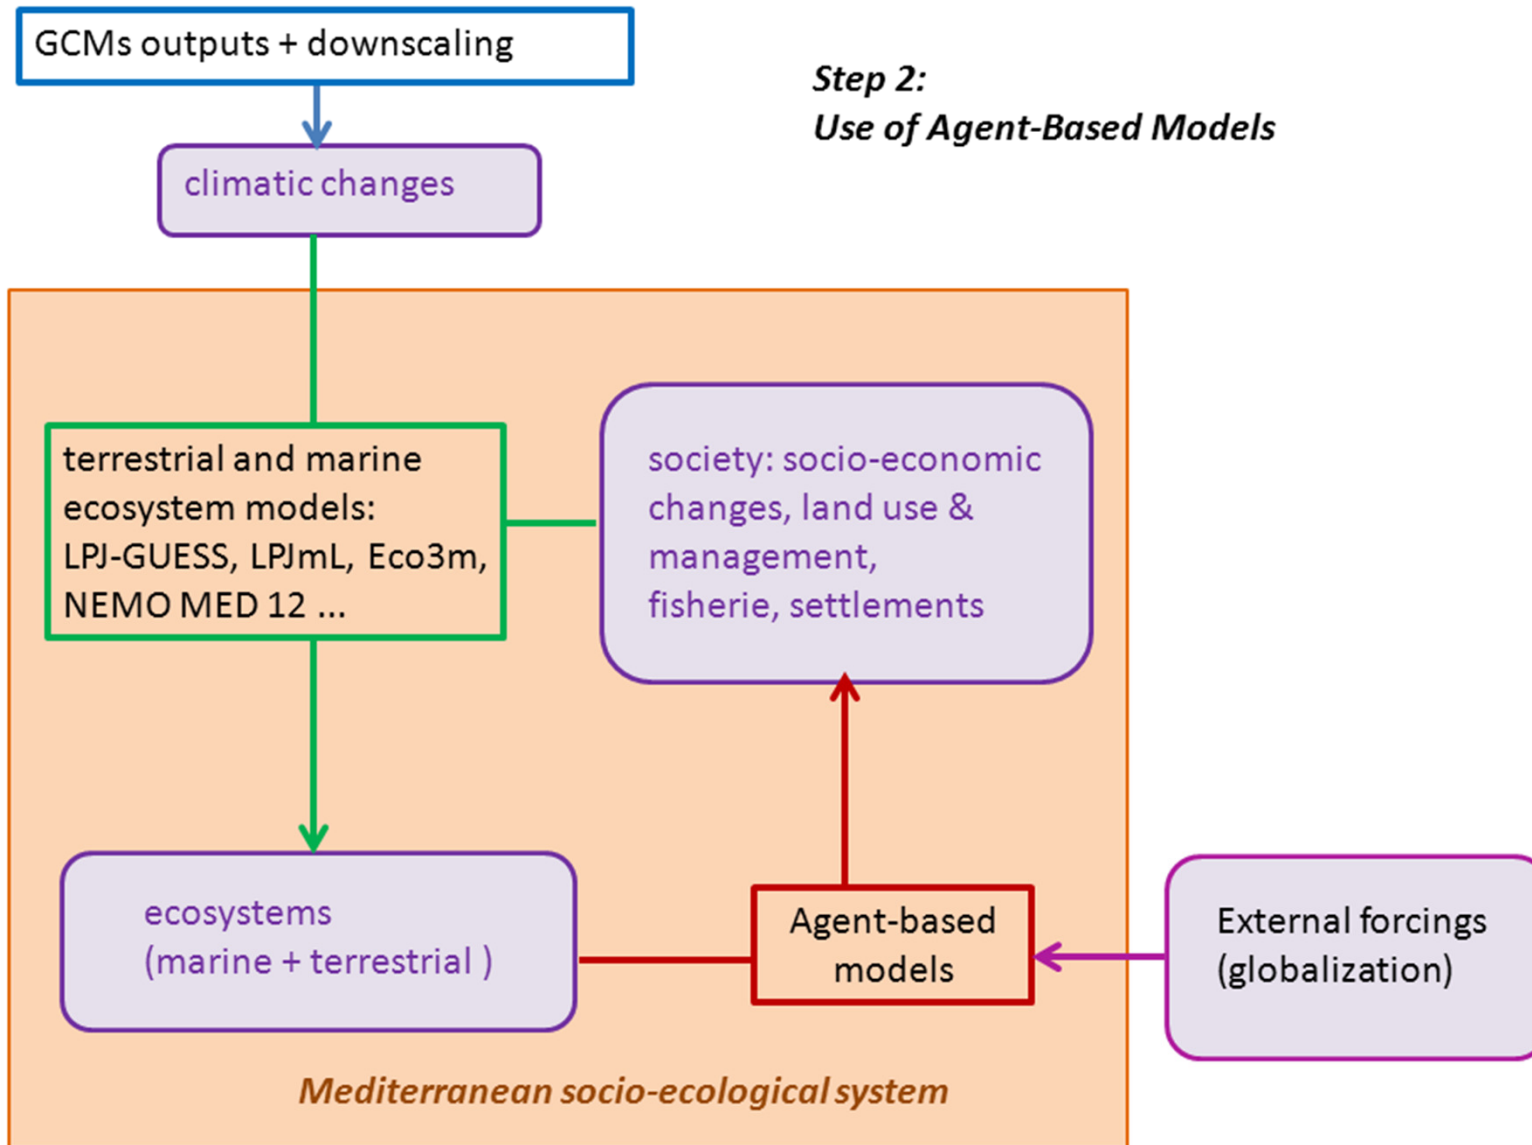 GCMs outputs + downscaling
Step 2:
Use of Agent-Based Models
climatic changes
terrestrial and marine
ecosystem models:
LPJ-GUESS, LPJmL, Eco3m,
NEMO MED 12 ...
society: socio-economic
changes, land use &
management,
fisherie, settlements
ecosystems
(marine + terrestrial )
Agent-based
models
External forcings
(globalization)
Mediterranean socio-ecological system